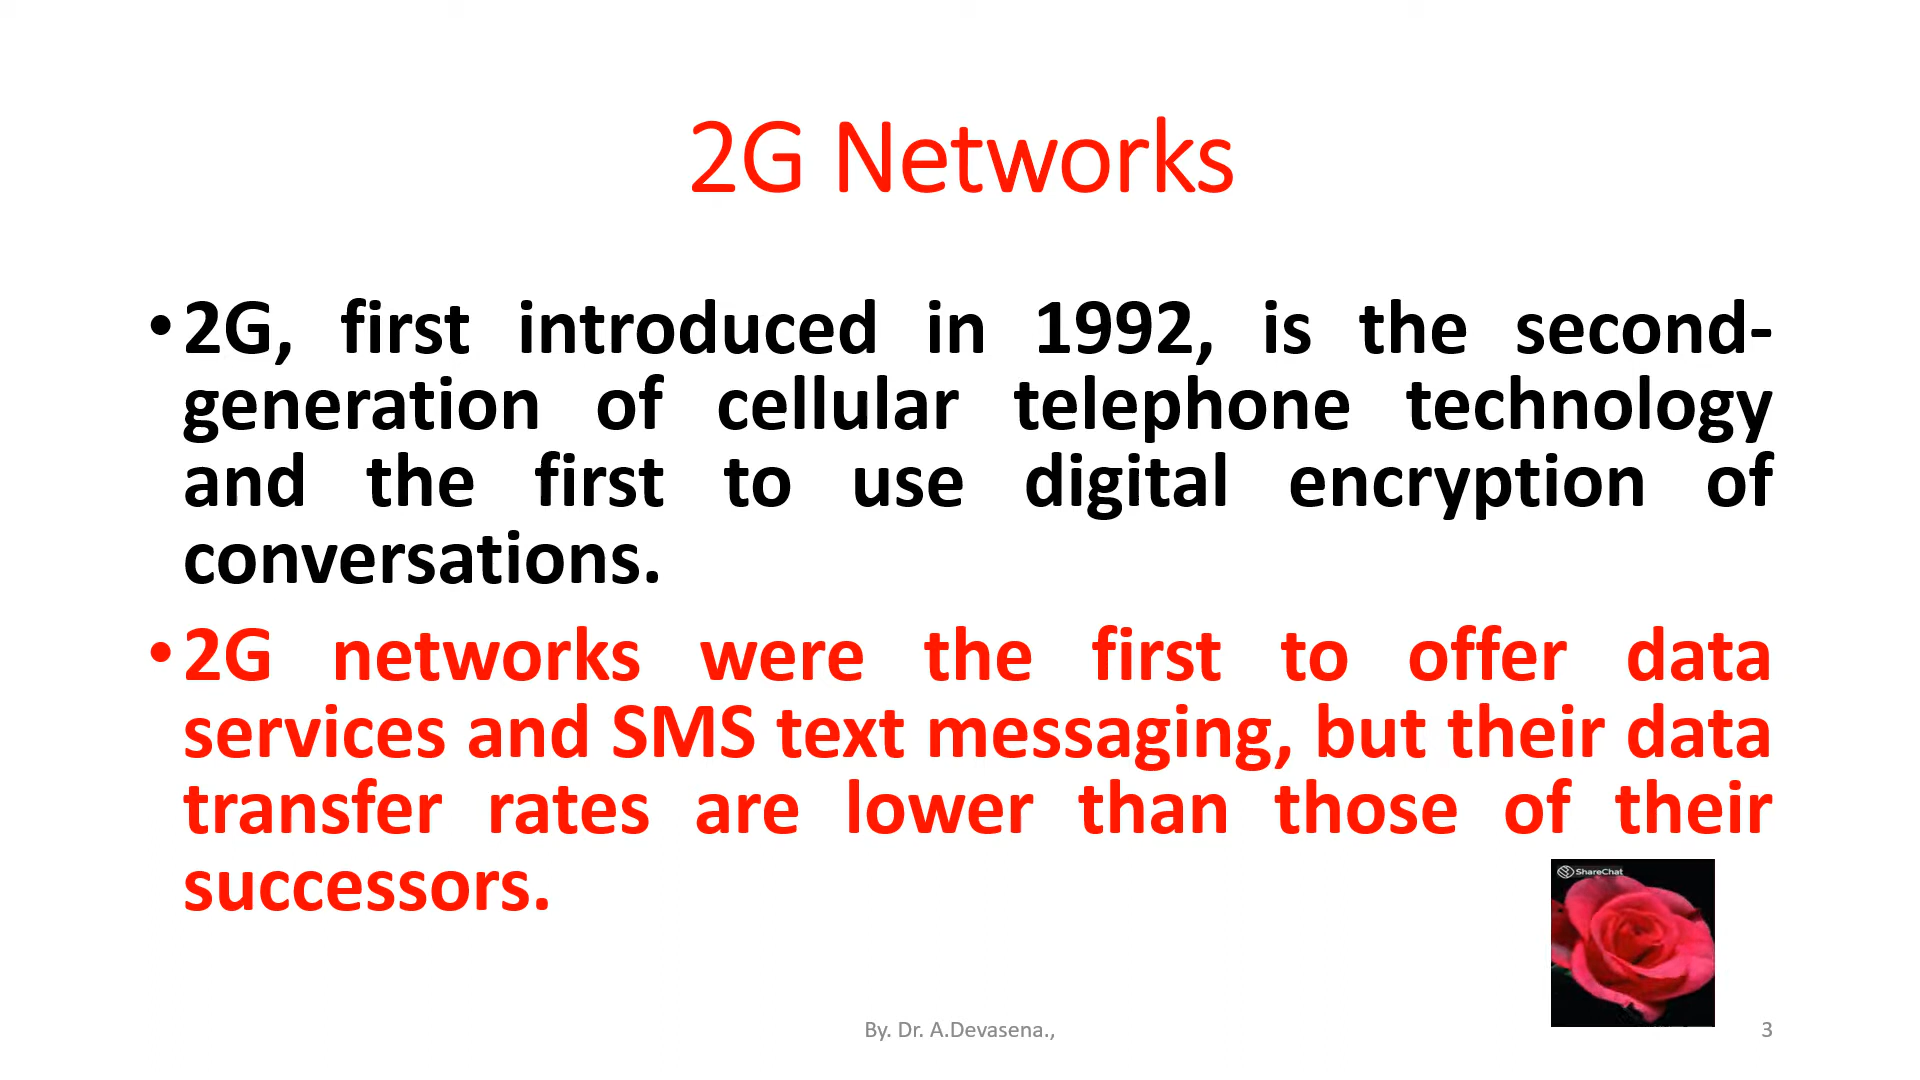 2G Networks
•2G, first introduced in 1992, is the second-
generation of cellular telephone technology
and the first to use digital encryption of
conversations.
•2G networks were the first to offer data
services and SMS text messaging, but their data
transfer rates are lower than those of their
successors.
ShareChat
By. Dr. A.Devasena.,
3